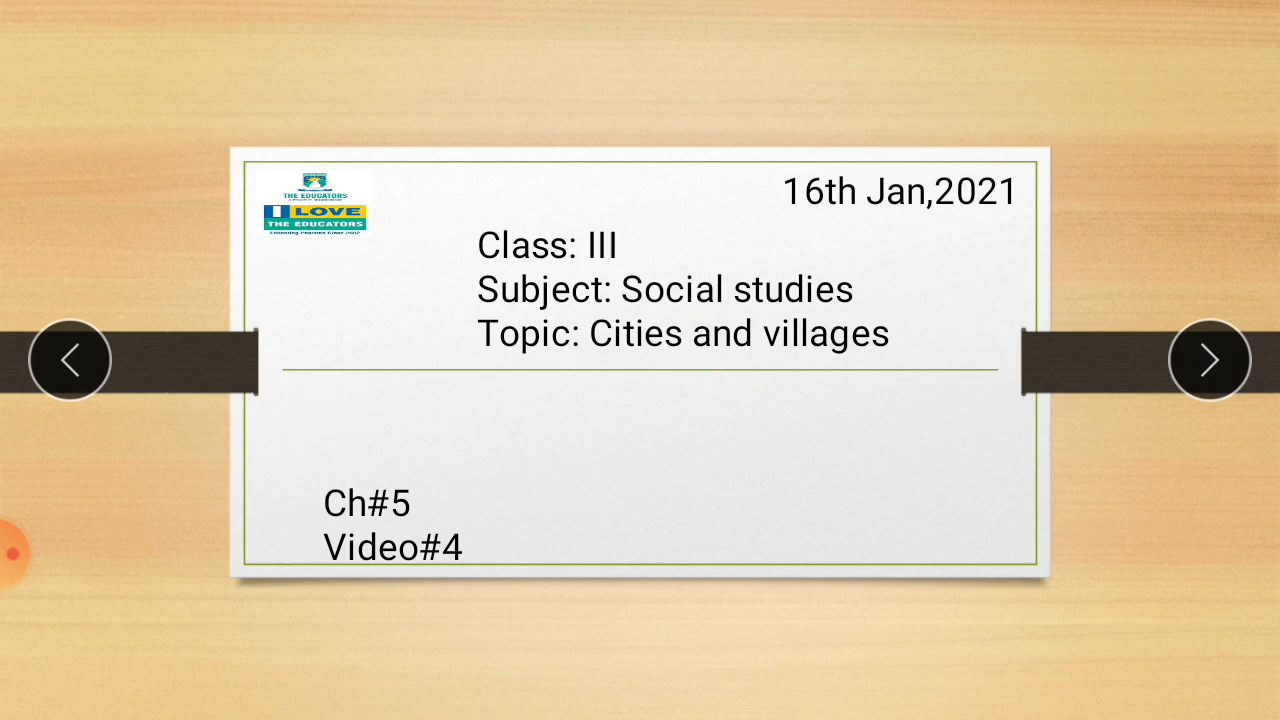 THE EDUCATORS
I LOVE
THE EDUCATORS
16th Jan,2021
Class: III
Subject: Social studies
Topic: Cities and villages
Ch#5
Video#4